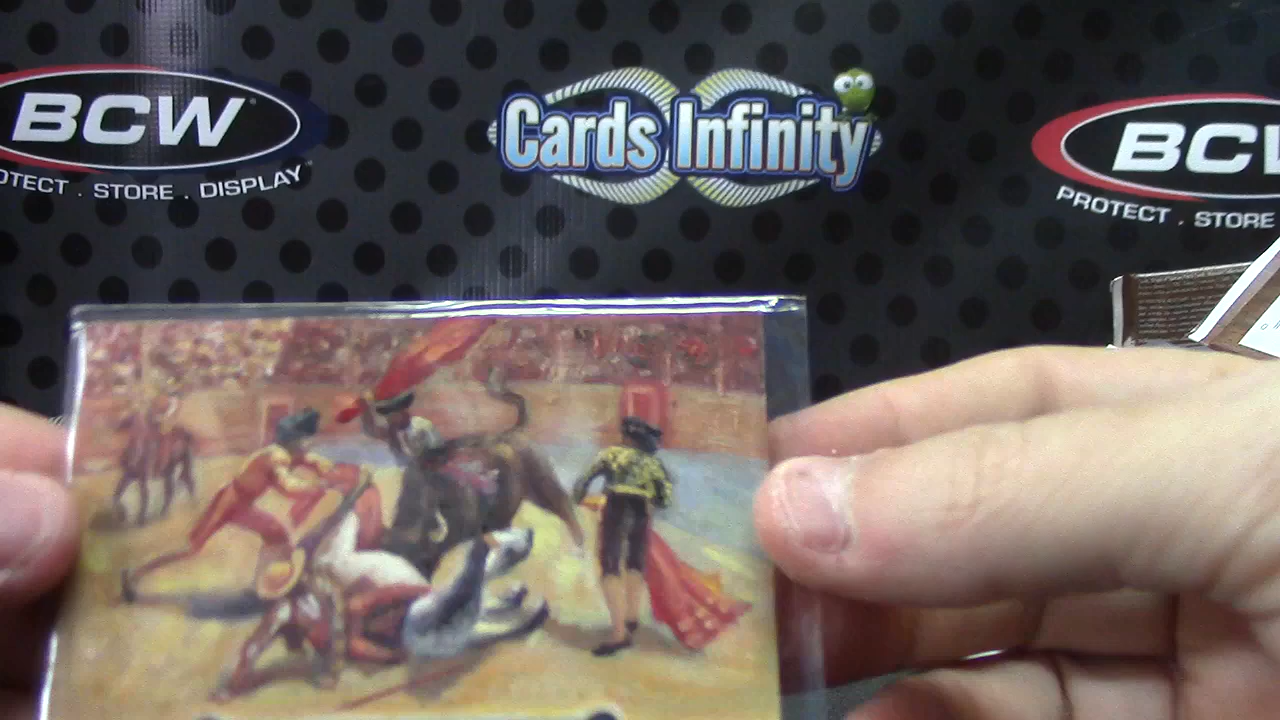 BCW
OTECT . STORE . DISPLAY
Cards Infinity
BCW
PROTECT . STORE